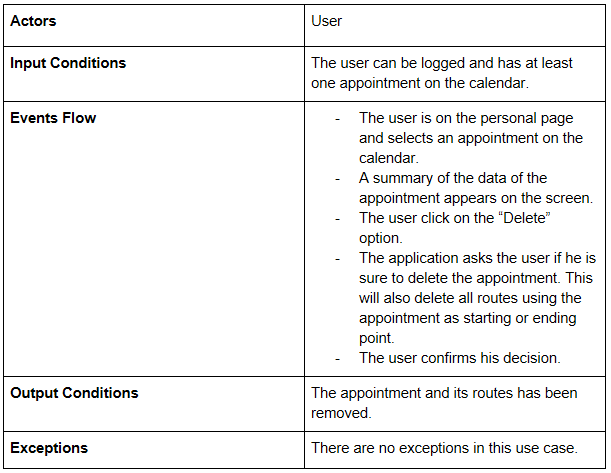 Actors
User
Input Conditions
The user can be logged and has at least
one appointment on the calendar.
Events Flow
- The user is on the personal page
and selects an appointment on the
calendar.
- A summary of the data of the
appointment appears on the screen.
- The user click on the “Delete”
option.
- The application asks the user if he is
sure to delete the appointment. This
will also delete all routes using the
appointment as starting or ending
point.
- The user confirms his decision.
Output Conditions
The appointment and its routes has been
removed.
Exceptions
There are no exceptions in this use case.